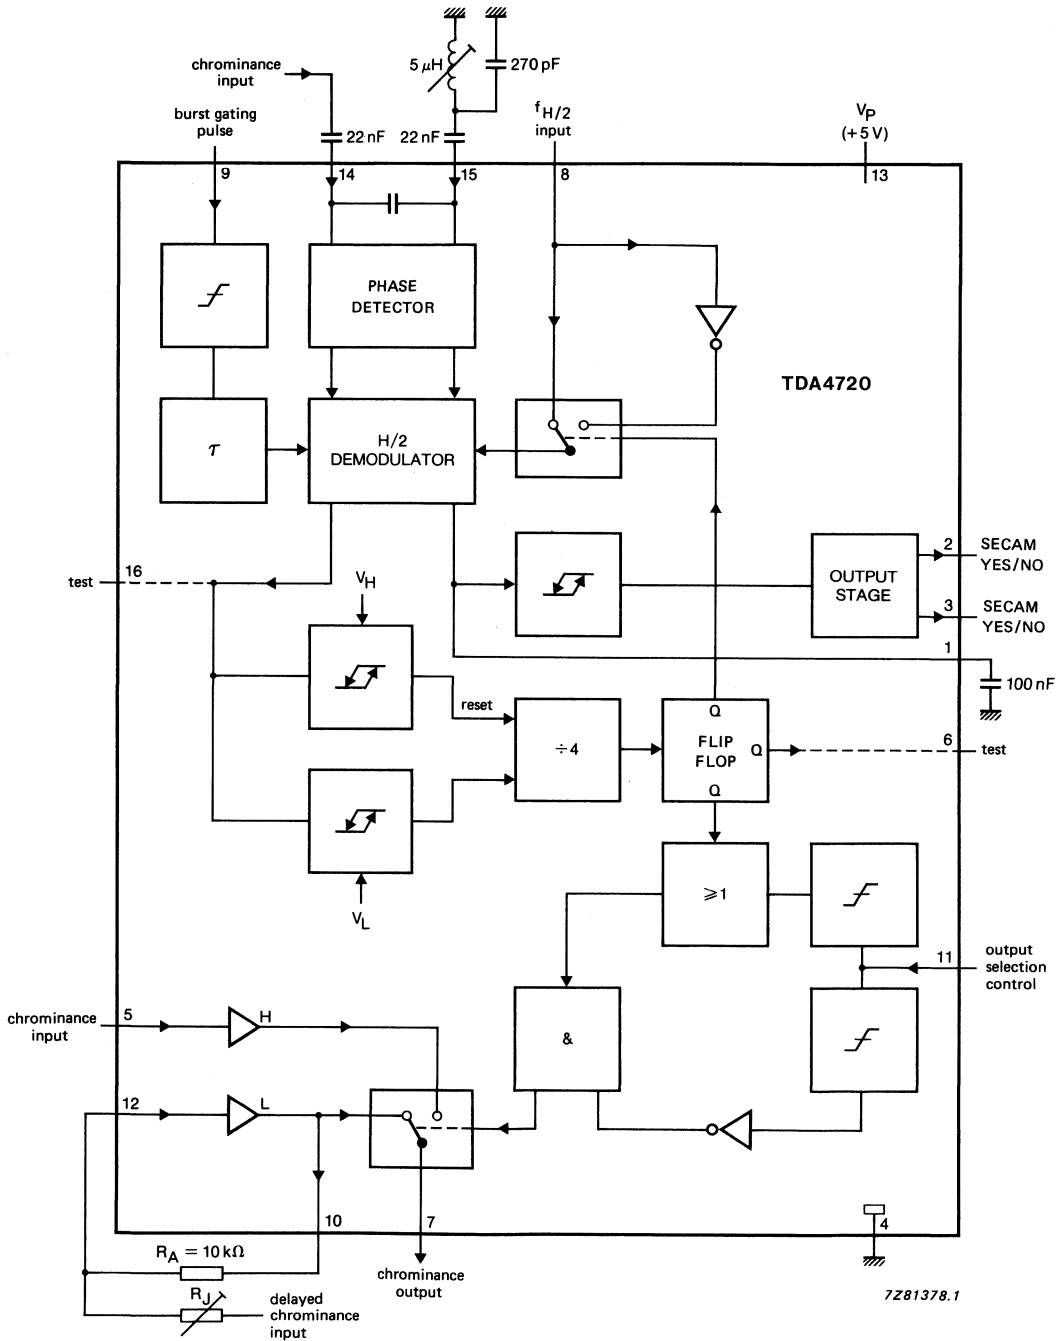 chrominance
input
5 μH
270 pF
burst gating
pulse
22 nF
22 nF
fH/2
input
VP
(+5 V)
9
14
15
8
13
PHASE
DETECTOR
TDA4720
τ
H/2
DEMODULATOR
2
SECAM
YES/NO
OUTPUT
STAGE
3
SECAM
YES/NO
test
16
VH
1
100 nF
reset
÷4
Q
FLIP
FLOP
Q
Q
6
test
VL
≥1
11
output
selection
control
chrominance
input
5
H
&
12
L
10
7
4
RA = 10 kΩ
chrominance
output
RJ
delayed
chrominance
input
7Z81378.1